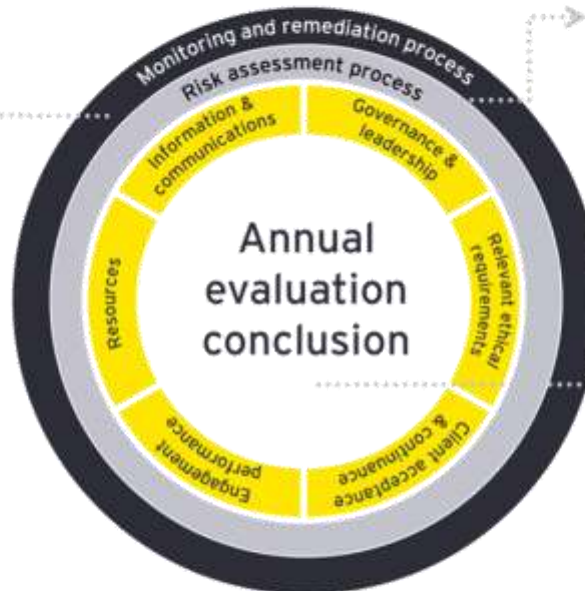 Monitoring and remediation process
Risk assessment process
Information &
communications
Governance &
leadership
Resources
Annual
evaluation
conclusion
Relevant ethical
requirements
Engagement
performance
Client acceptance
& continuance